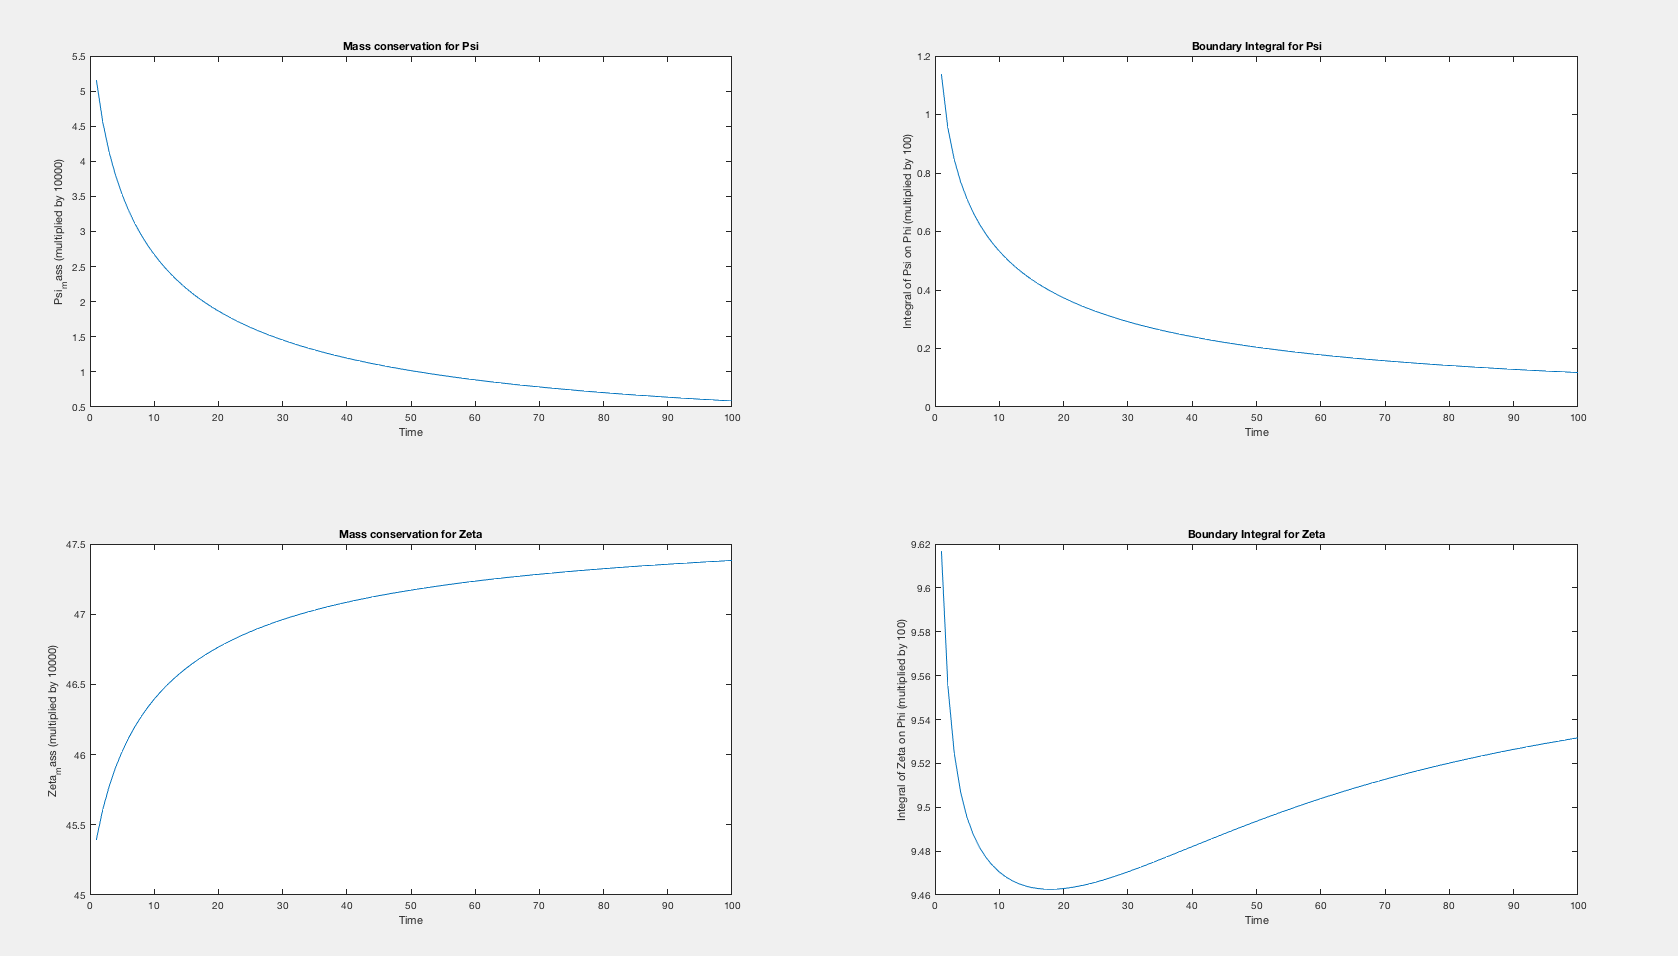 Mass conservation for Psi
5.5
5
4.5
4
3.5
3
2.5
2
1.5
1
0.5
Psi_m ass (multiplied by 10000)
0 10 20 30 40 50 60 70 80 90 100
Time
Boundary Integral for Psi
1.2
1
0.8
0.6
0.4
0.2
0
Integral of Psi on Phi (multiplied by 100)
0 10 20 30 40 50 60 70 80 90 100
Time
Mass conservation for Zeta
47.5
47
46.5
46
45.5
45
Zeta_m ass (multiplied by 10000)
0 10 20 30 40 50 60 70 80 90 100
Time
Boundary Integral for Zeta
9.62
9.6
9.58
9.56
9.54
9.52
9.5
9.48
9.46
Integral of Zeta on Phi (multiplied by 100)
0 10 20 30 40 50 60 70 80 90 100
Time